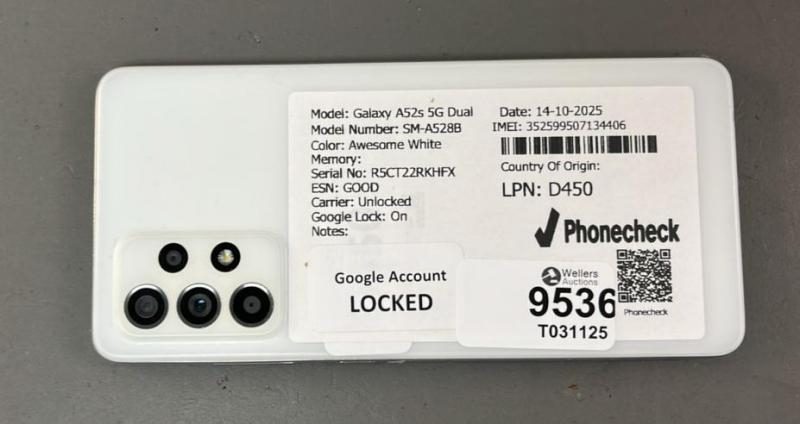 Model: Galaxy A52s 5G Dual
Model Number: SM-A528B
Color: Awesome White
Memory:
Serial No: R5CT22RKHFX
ESN: GOOD
Carrier: Unlocked
Google Lock: On
Notes:
Date: 14-10-2025
IMEI: 352599507134406
Country Of Origin:
LPN: D450
Phonecheck
Phonecheck
Google Account
LOCKED
Wellers
Auctions
9536
T031125